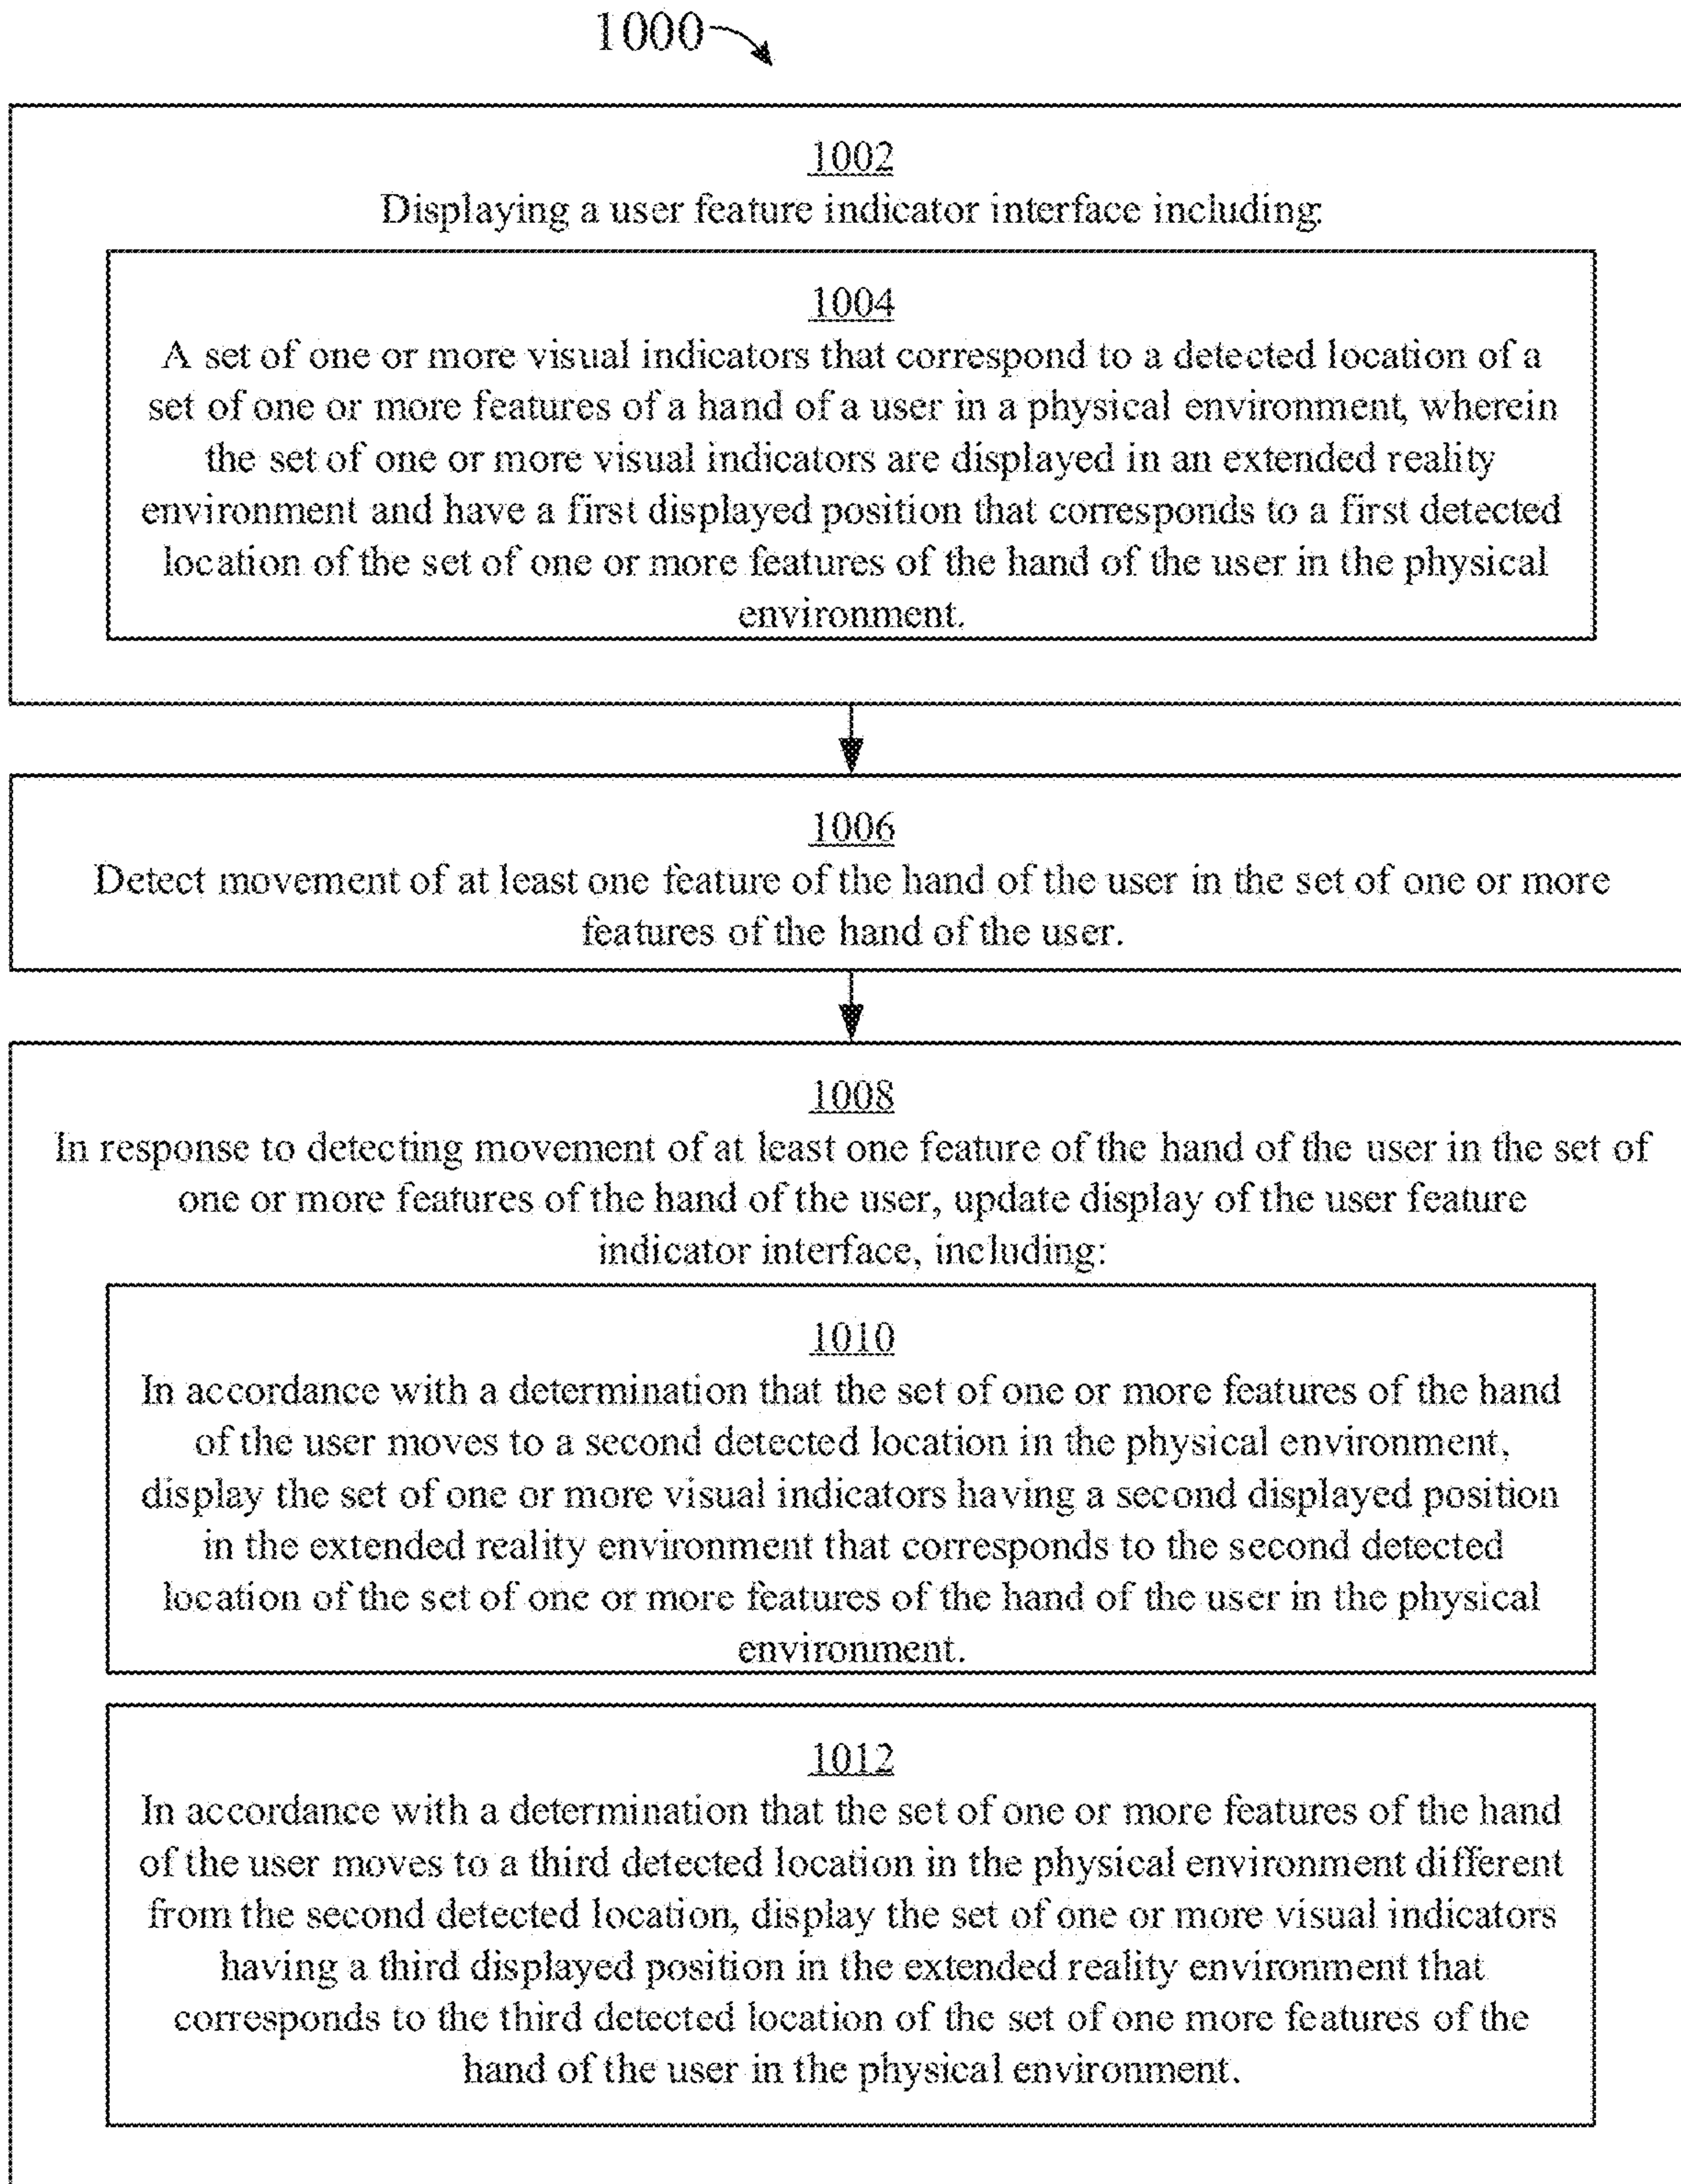 1000
1002
Displaying a user feature indicator interface including:
1004
A set of one or more visual indicators that correspond to a detected location of a
set of one or more features of a hand of a user in a physical environment, wherein
the set of one or more visual indicators are displayed in an extended reality
environment and have a first displayed position that corresponds to a first detected
location of the set of one or more features of the hand of the user in the physical
environment.
1006
Detect movement of at least one feature of the hand of the user in the set of one or more
features of the hand of the user.
1008
In response to detecting movement of at least one feature of the hand of the user in the set of
one or more features of the hand of the user, update display of the user feature
indicator interface, including:
1010
In accordance with a determination that the set of one or more features of the hand
of the user moves to a second detected location in the physical environment,
display the set of one or more visual indicators having a second displayed position
in the extended reality environment that corresponds to the second detected
location of the set of one or more features of the hand of the user in the physical
environment.
1012
In accordance with a determination that the set of one or more features of the hand
of the user moves to a third detected location in the physical environment different
from the second detected location, display the set of one or more visual indicators
having a third displayed position in the extended reality environment that
corresponds to the third detected location of the set of one more features of the
hand of the user in the physical environment.